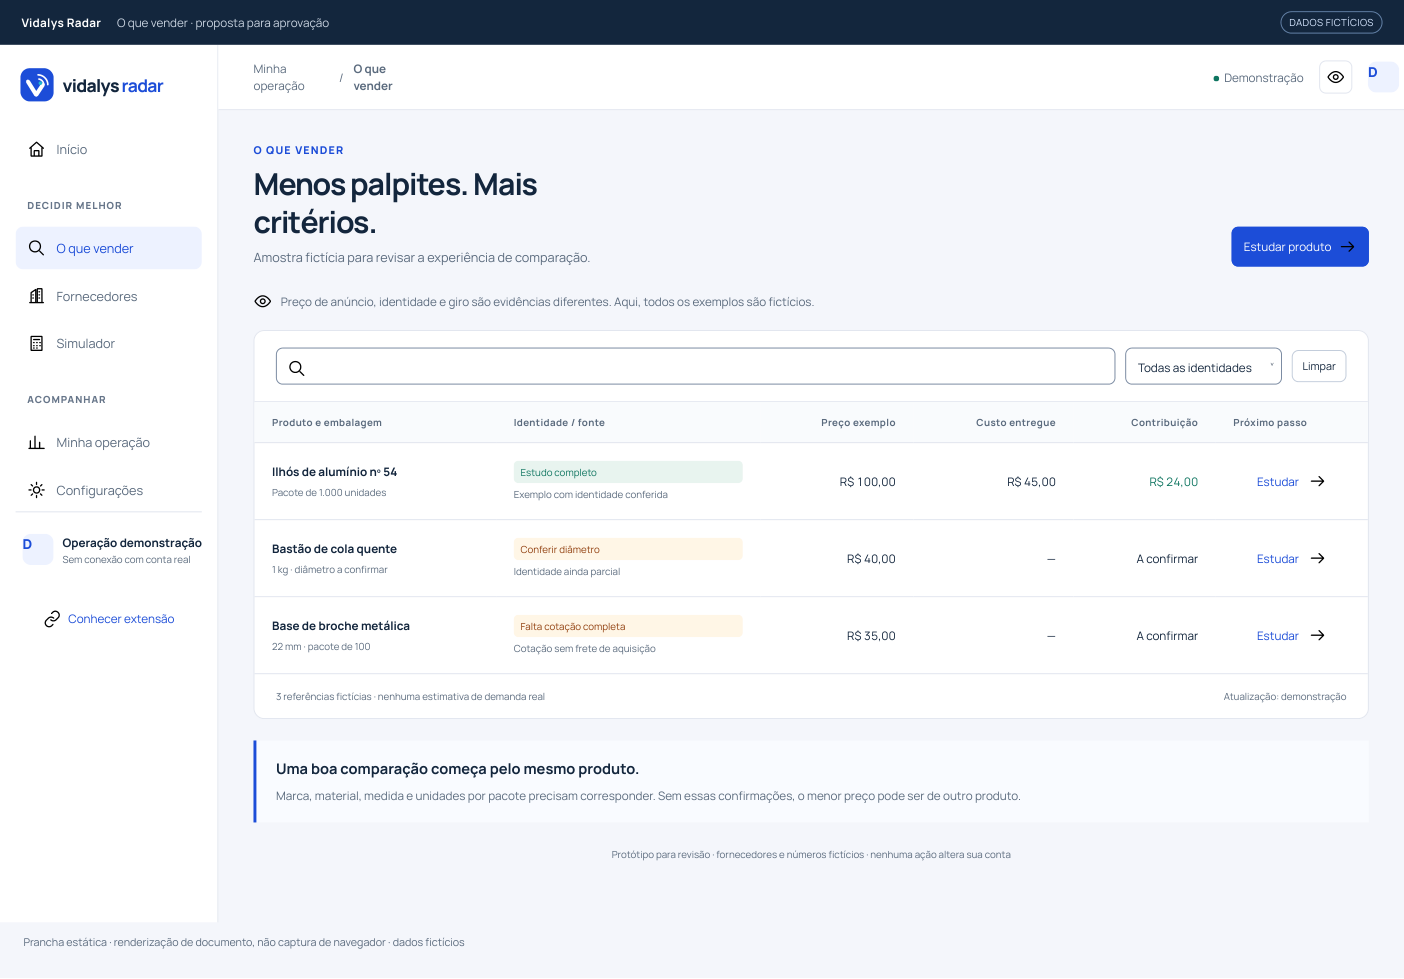 Vidalys Radar O que vender · proposta para aprovação DADOS FICTÍCIOS
vidalys radar
Minha operação / O que vender
Demonstração
D
Início
DECIDIR MELHOR
O que vender
Fornecedores
Simulador
ACOMPANHAR
Minha operação
Configurações
D
Operação demonstração
Sem conexão com conta real
Conhecer extensão
O QUE VENDER
Menos palpites. Mais
critérios.
Amostra fictícia para revisar a experiência de comparação.
Estudar produto
Preço de anúncio, identidade e giro são evidências diferentes. Aqui, todos os exemplos são fictícios.
Todas as identidades
Limpar
Produto e embalagem Identidade / fonte Preço exemplo Custo entregue Contribuição Próximo passo
Ilhós de alumínio nº 54
Pacote de 1.000 unidades
Estudo completo
Exemplo com identidade conferida
R$ 100,00 R$ 45,00 R$ 24,00 Estudar
Bastão de cola quente
1 kg · diâmetro a confirmar
Conferir diâmetro
Identidade ainda parcial
R$ 40,00 — A confirmar Estudar
Base de broche metálica
22 mm · pacote de 100
Falta cotação completa
Cotação sem frete de aquisição
R$ 35,00 — A confirmar Estudar
3 referências fictícias · nenhuma estimativa de demanda real
Atualização: demonstração
Uma boa comparação começa pelo mesmo produto.
Marca, material, medida e unidades por pacote precisam corresponder. Sem essas confirmações, o menor preço pode ser de outro produto.
Protótipo para revisão · fornecedores e números fictícios · nenhuma ação altera sua conta
Prancha estática · renderização de documento, não captura de navegador · dados fictícios